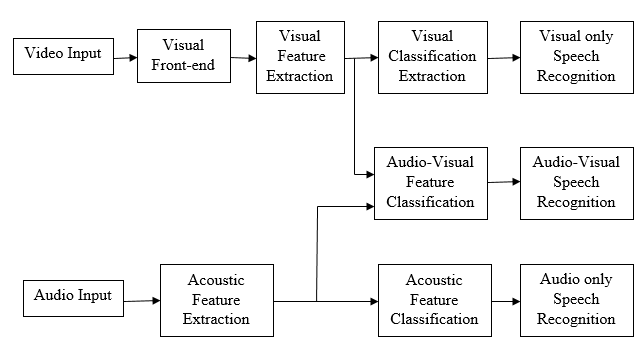 Video Input
Visual
Front-end
Visual
Feature
Extraction
Visual
Classification
Extraction
Visual only
Speech
Recognition
Audio-Visual
Feature
Classification
Audio-Visual
Speech
Recognition
Audio Input
Acoustic
Feature
Extraction
Acoustic
Feature
Classification
Audio only
Speech
Recognition